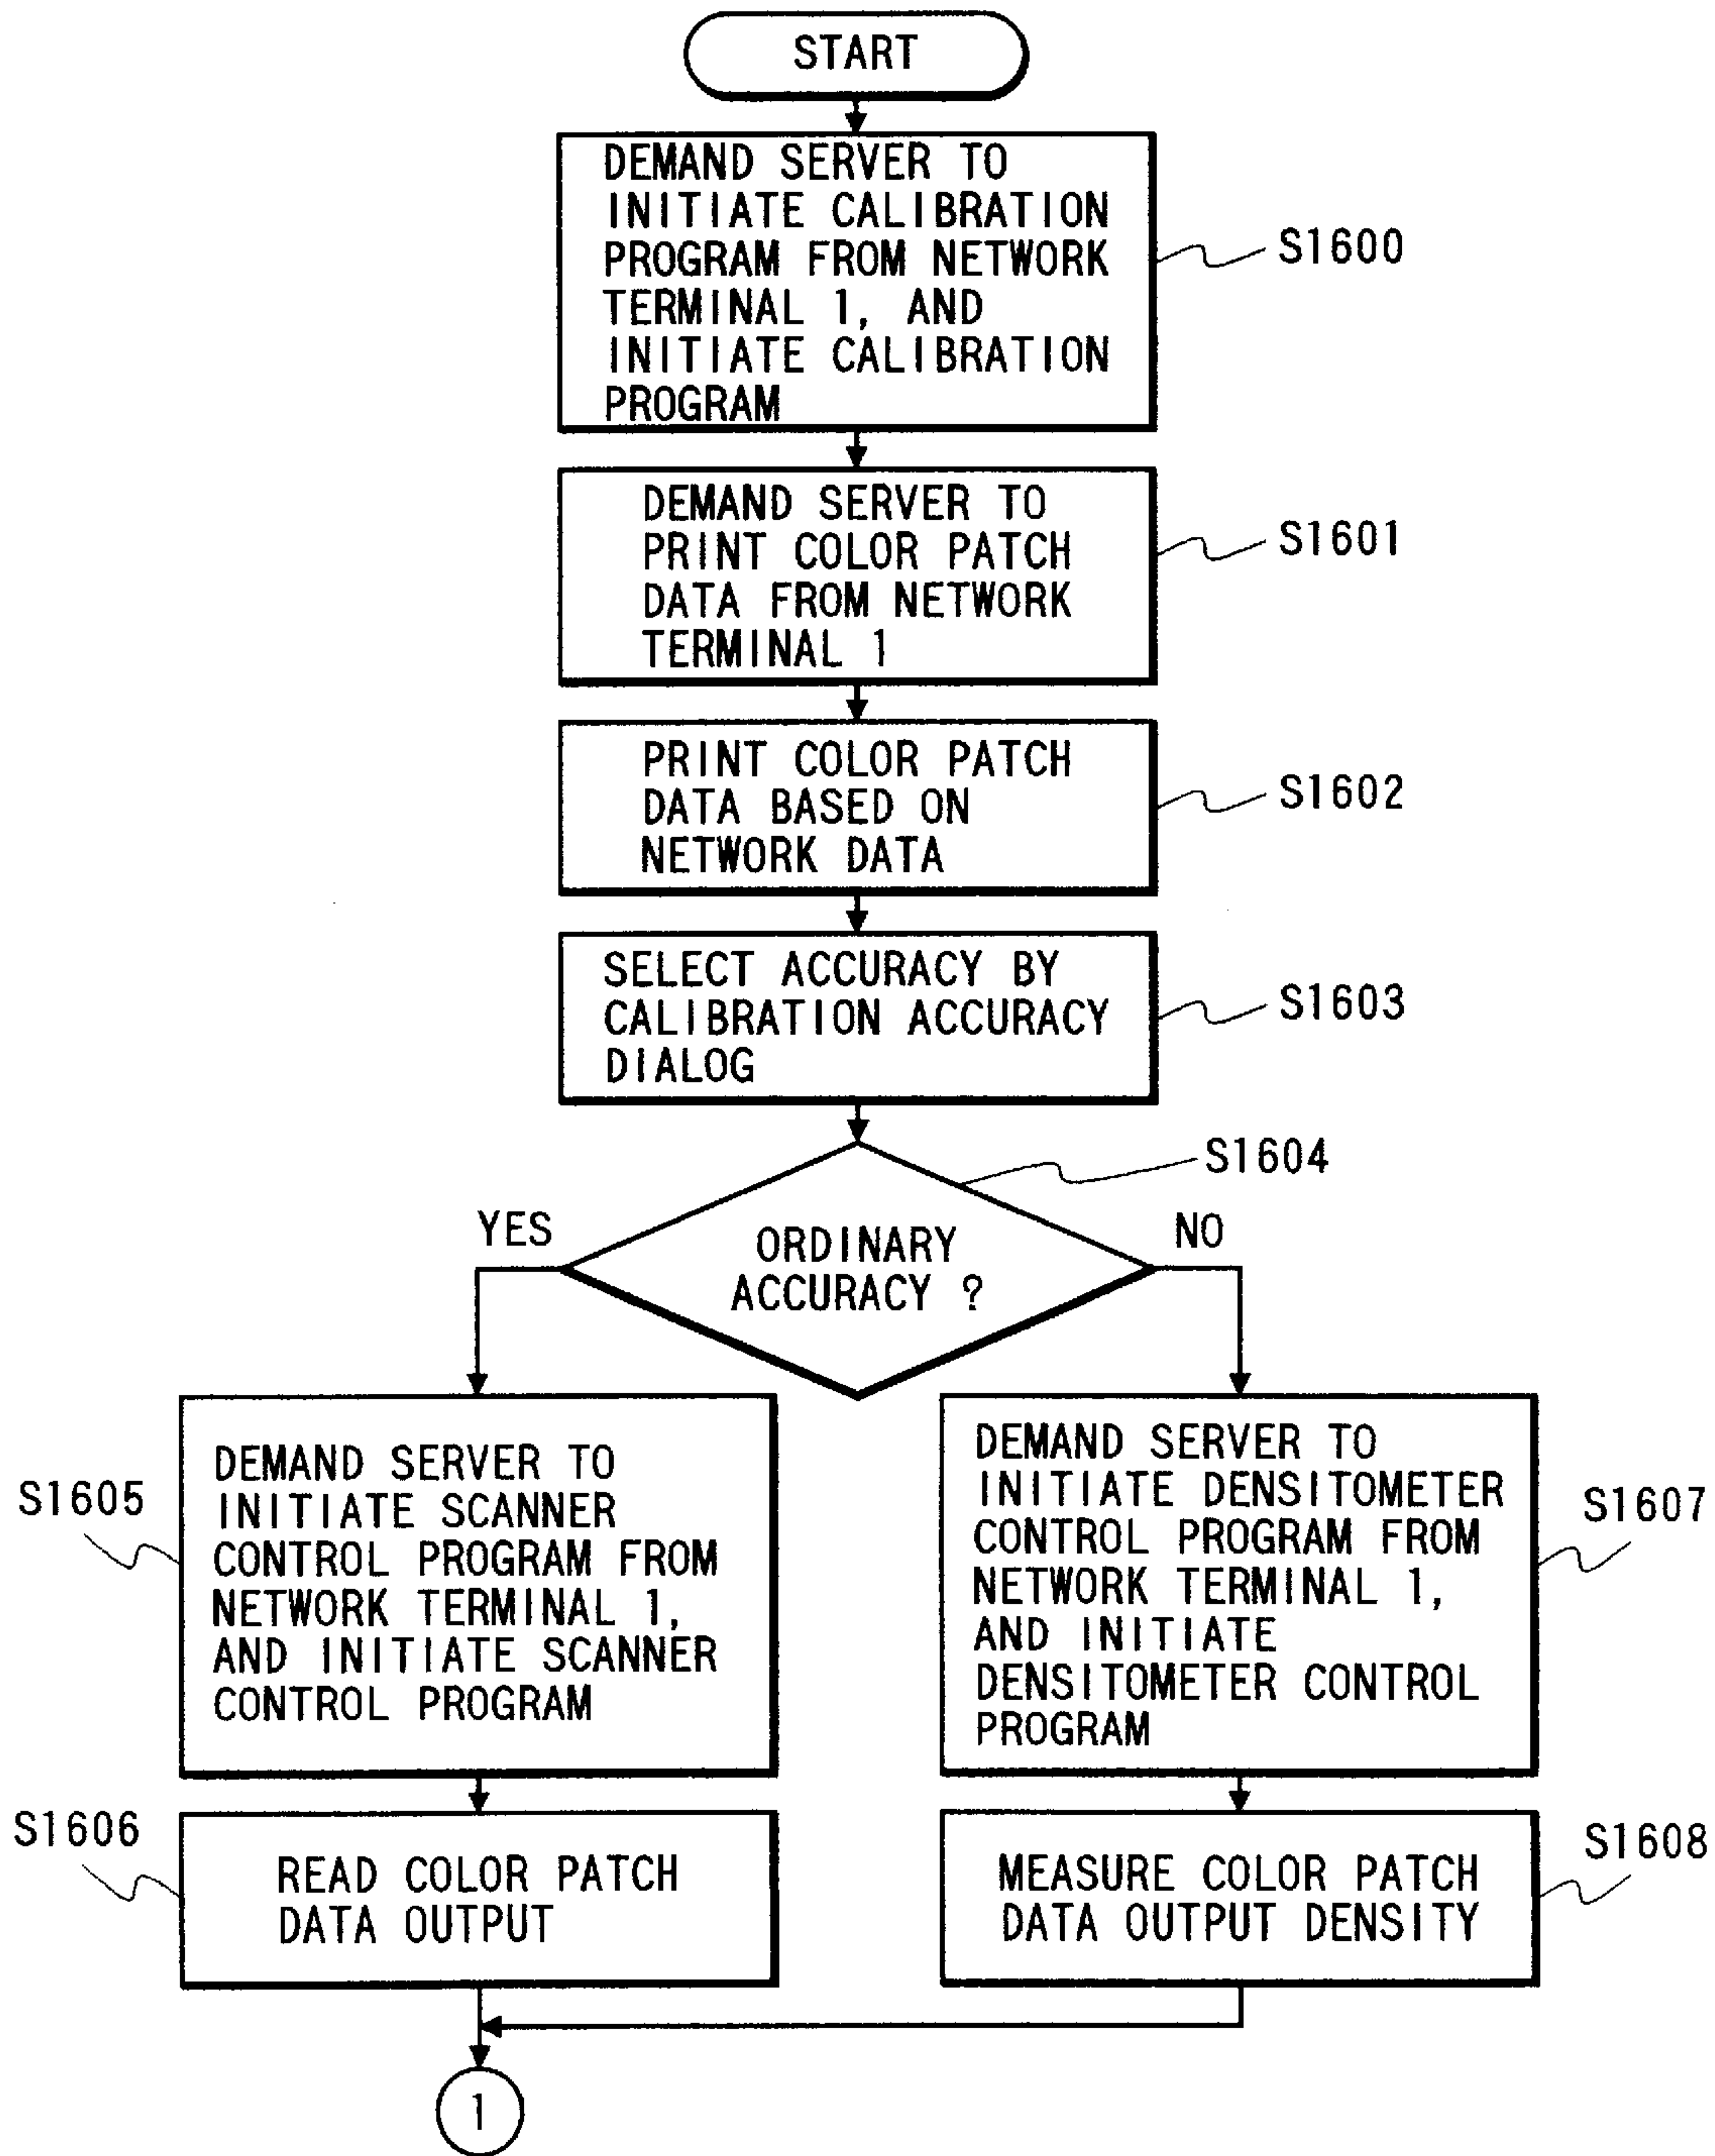 START
DEMAND SERVER TO
INITIATE CALIBRATION
PROGRAM FROM NETWORK
TERMINAL 1, AND
INITIATE CALIBRATION
PROGRAM
S1600
DEMAND SERVER TO
PRINT COLOR PATCH
DATA FROM NETWORK
TERMINAL 1
S1601
PRINT COLOR PATCH
DATA BASED ON
NETWORK DATA
S1602
SELECT ACCURACY BY
CALIBRATION ACCURACY
DIALOG
S1603
S1604
ORDINARY
ACCURACY ?
YES
NO
S1605
DEMAND SERVER TO
INITIATE SCANNER
CONTROL PROGRAM FROM
NETWORK TERMINAL 1,
AND INITIATE SCANNER
CONTROL PROGRAM
DEMAND SERVER TO
INITIATE DENSITOMETER
CONTROL PROGRAM FROM
NETWORK TERMINAL 1,
AND INITIATE
DENSITOMETER CONTROL
PROGRAM
S1607
S1606
READ COLOR PATCH
DATA OUTPUT
MEASURE COLOR PATCH
DATA OUTPUT DENSITY
S1608
1